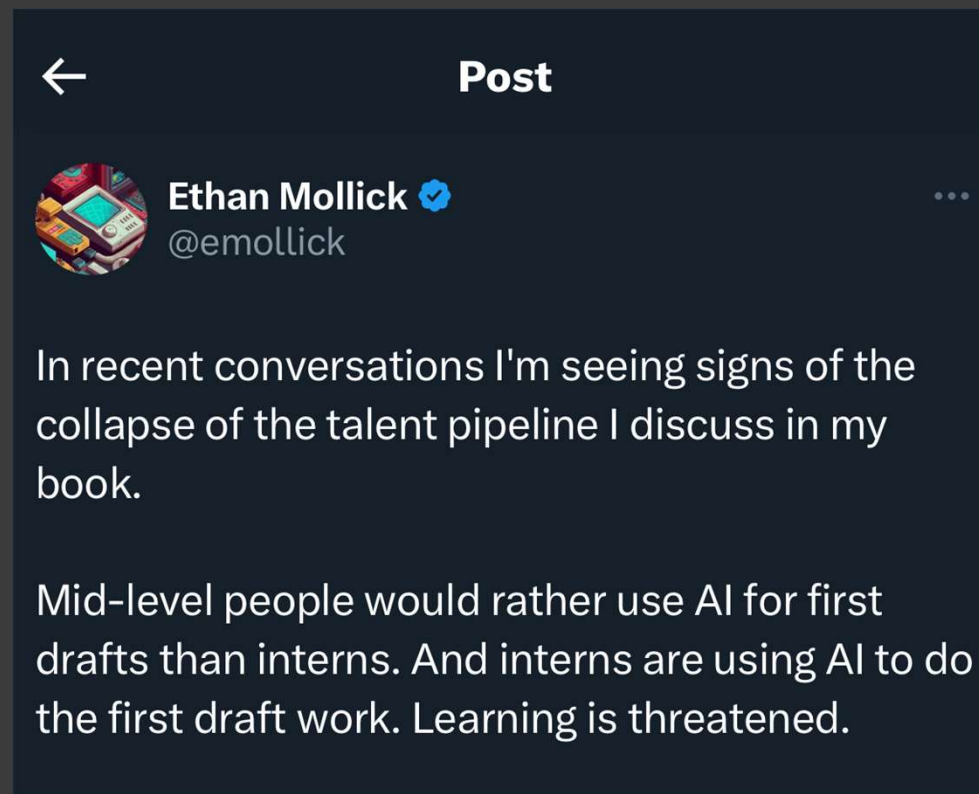 Post
Ethan Mollick
@emollick
In recent conversations I'm seeing signs of the
collapse of the talent pipeline I discuss in my
book.
Mid-level people would rather use AI for first
drafts than interns. And interns are using AI to do
the first draft work. Learning is threatened.